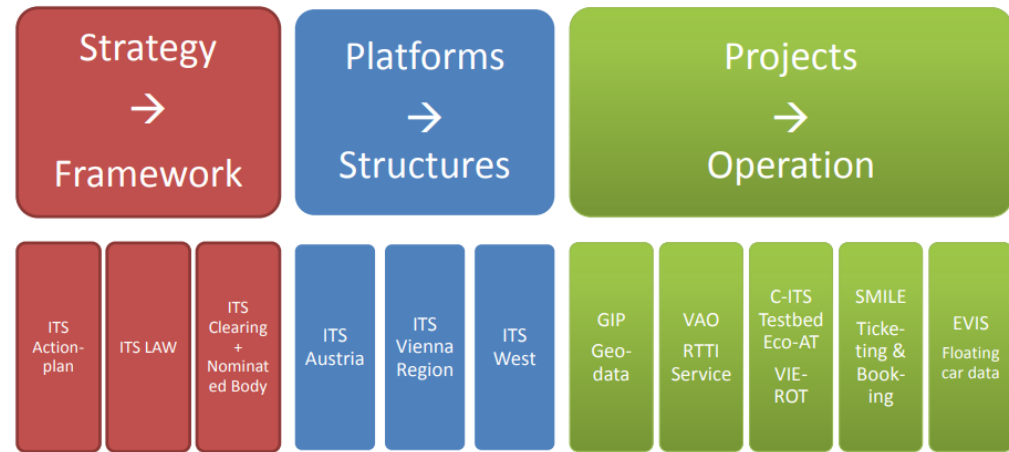 Strategy
→
Framework
Platforms
→
Structures
Projects
→
Operation
ITS
Action-
plan
ITS LAW
ITS
Clearing
+
Nominat
ed Body
ITS
Austria
ITS
Vienna
Region
ITS
West
GIP
Geo-
data
VAO
RTTI
Service
C-ITS
Testbed
Eco-AT
VIE-
ROT
SMILE
Ticke-
ting &
Book-
ing
EVIS
Floating
car data